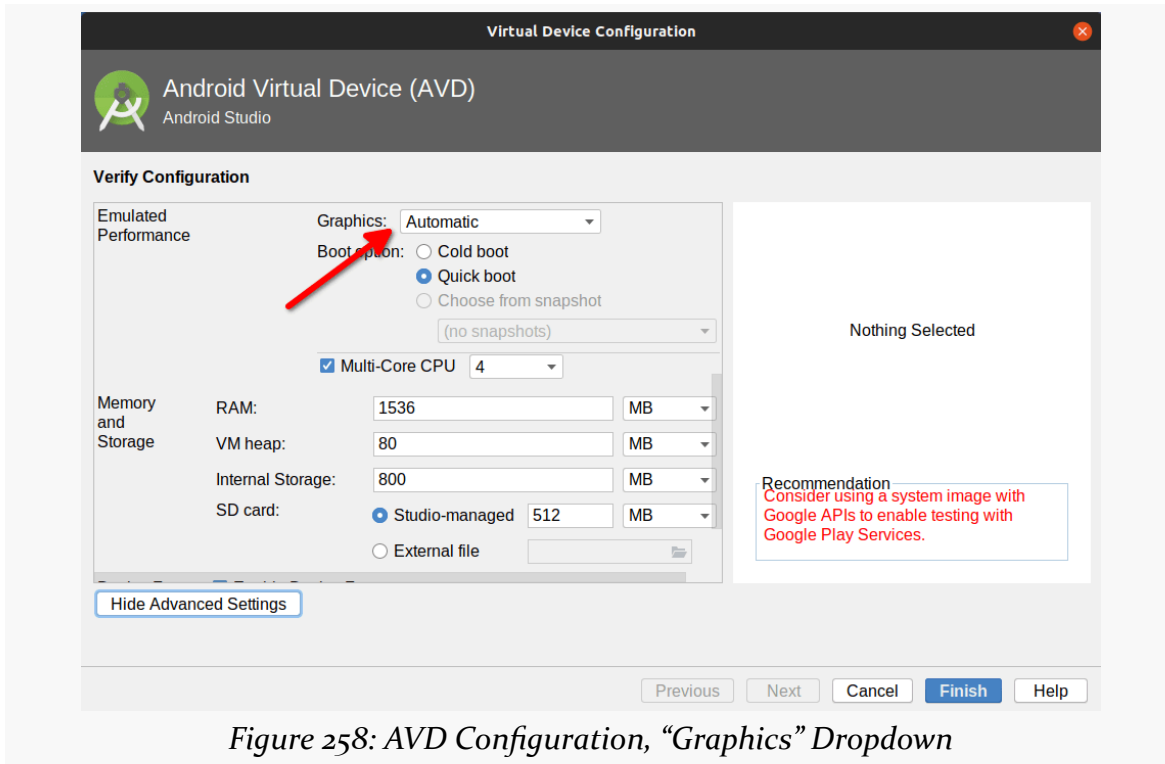 Virtual Device Configuration
Android Virtual Device (AVD)
Android Studio
Verify Configuration
Emulated
Performance
Graphics: Automatic
Boot option: Cold boot
Quick boot
Choose from snapshot
(no snapshots)
Multi-Core CPU 4
Memory
and
Storage
RAM: 1536 MB
VM heap: 80 MB
Internal Storage: 800 MB
SD card: Studio-managed 512 MB
External file
Nothing Selected
Recommendation
Consider using a system image with
Google APIs to enable testing with
Google Play Services.
Hide Advanced Settings
Previous Next Cancel Finish Help
Figure 258: AVD Configuration, “Graphics” Dropdown